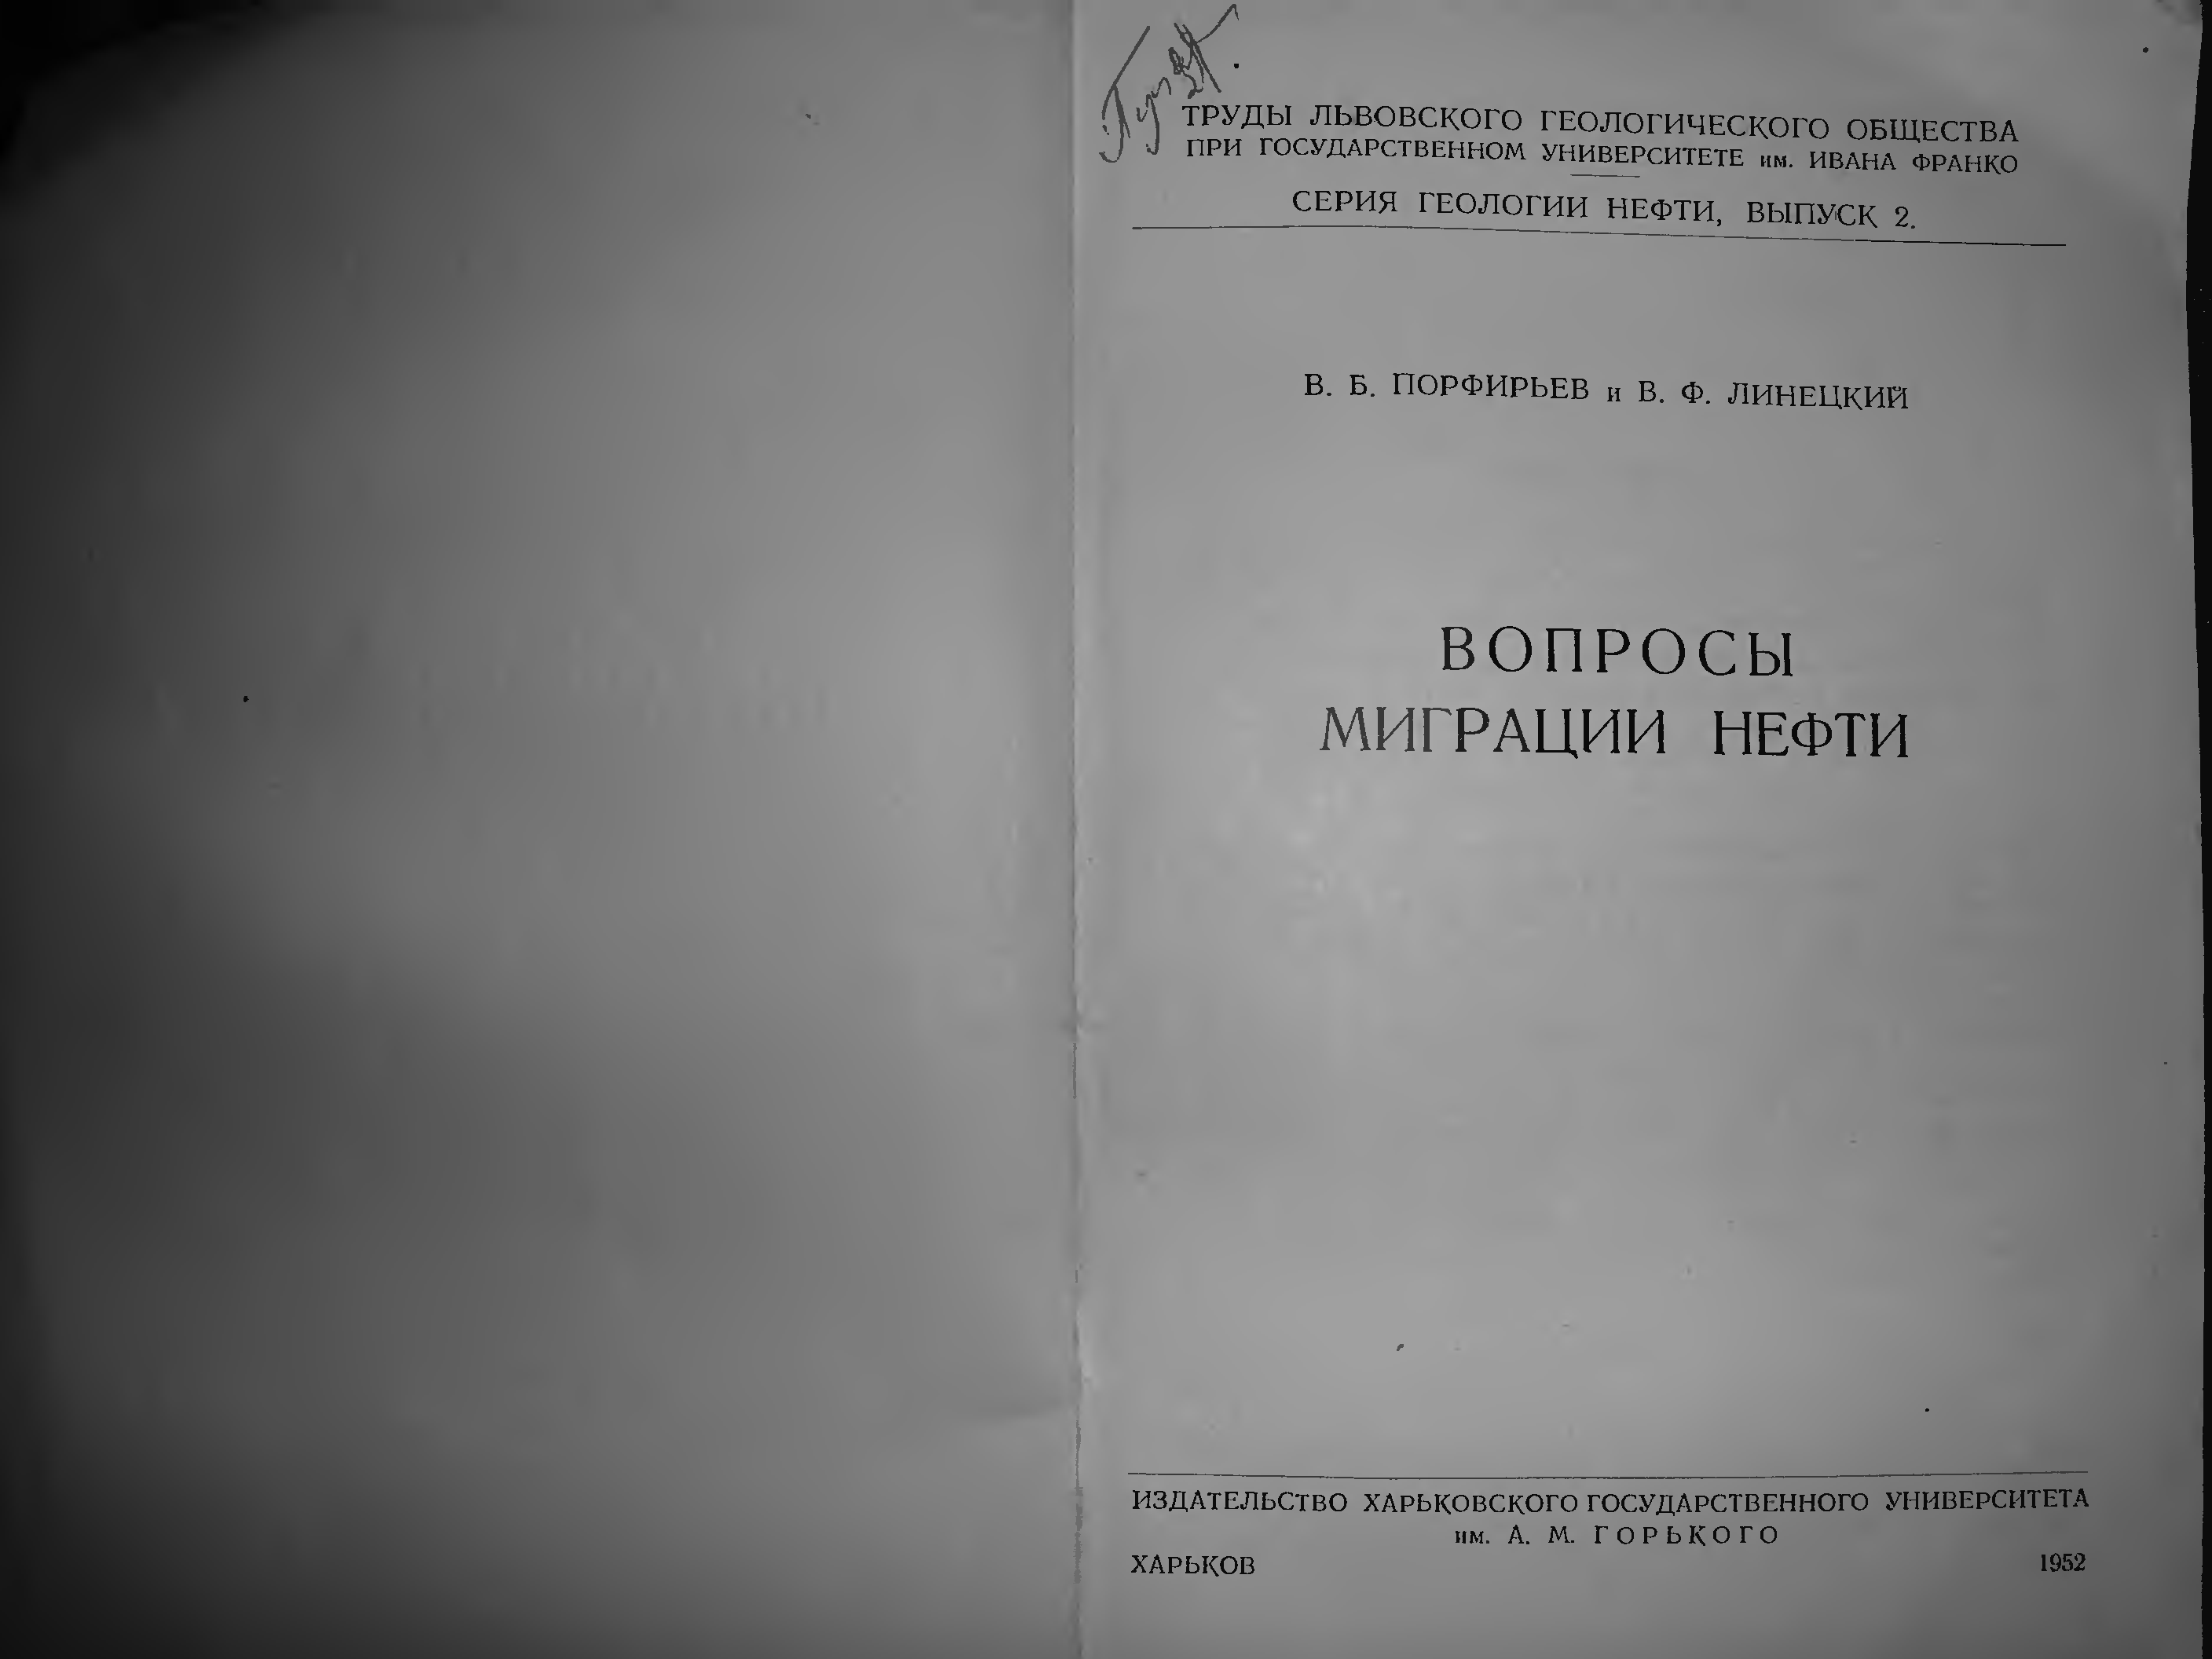 ТРУДЫ ЛЬВОВСКОГО ГЕОЛОГИЧЕСКОГО ОБЩЕСТВА
ПРИ ГОСУДАРСТВЕННОМ УНИВЕРСИТЕТЕ им. ИВАНА ФРАНКО
СЕРИЯ ГЕОЛОГИИ НЕФТИ, ВЫПУСК 2.
В. Б. ПОРФИРЬЕВ и В. Ф. ЛИНЕЦКИЙ
ВОПРОСЫ
МИГРАЦИИ НЕФТИ
ИЗДАТЕЛЬСТВО ХАРЬКОВСКОГО ГОСУДАРСТВЕННОГО УНИВЕРСИТЕТА
им. А. М. ГОРЬКОГО
ХАРЬКОВ 1952